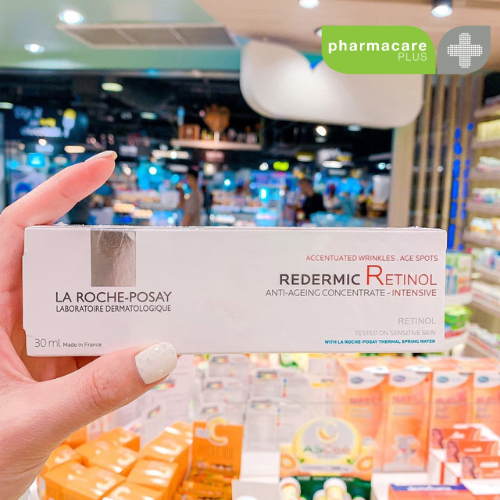 pharmacare
PLUS
ACCENTUATED WRINKLES . AGE SPOTS
REDERMIC RETINOL
ANTI-AGEING CONCENTRATE - INTENSIVE
LA ROCHE-POSAY
LABORATOIRE DERMATOLOGIQUE
RETINOL
TESTED ON SENSITIVE SKIN
30 ml Made in France
WITH LA ROCHE-POSAY THERMAL SPRING WATER